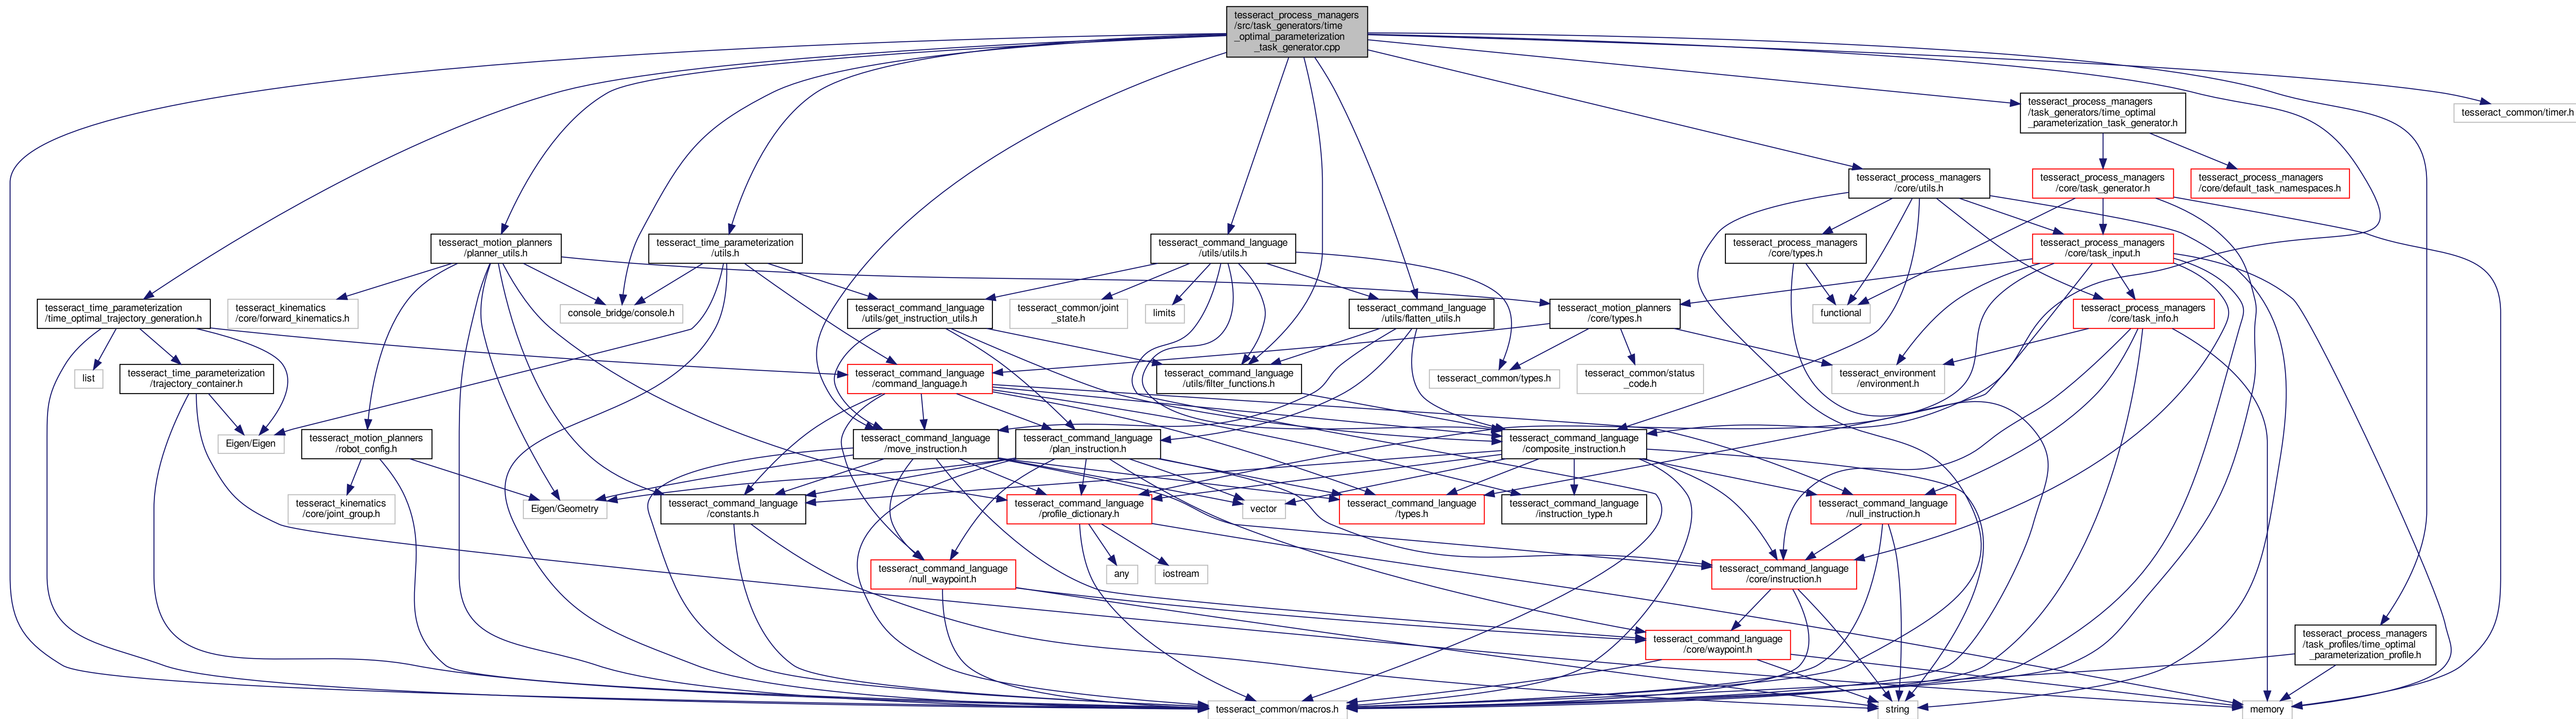 tesseract_process_managers
/src/task_generators/time
_optimal_parameterization
_task_generator.cpp
tesseract_process_managers
/task_generators/time_optimal
_parameterization_task_generator.h
tesseract_common/timer.h
tesseract_process_managers
/core/utils.h
tesseract_process_managers
/core/task_generator.h
tesseract_process_managers
/core/default_task_namespaces.h
tesseract_motion_planners
/planner_utils.h
tesseract_time_parameterization
/utils.h
tesseract_command_language
/utils/utils.h
tesseract_process_managers
/core/types.h
tesseract_process_managers
/core/task_input.h
tesseract_time_parameterization
/time_optimal_trajectory_generation.h
tesseract_kinematics
/core/forward_kinematics.h
console_bridge/console.h
tesseract_command_language
/utils/get_instruction_utils.h
tesseract_common/joint
_state.h
limits
tesseract_command_language
/utils/flatten_utils.h
tesseract_motion_planners
/core/types.h
functional
tesseract_process_managers
/core/task_info.h
list
tesseract_time_parameterization
/trajectory_container.h
tesseract_command_language
/command_language.h
tesseract_command_language
/utils/filter_functions.h
tesseract_common/types.h
tesseract_common/status
_code.h
tesseract_environment
/environment.h
Eigen/Eigen
tesseract_motion_planners
/robot_config.h
tesseract_command_language
/move_instruction.h
tesseract_command_language
/plan_instruction.h
tesseract_command_language
/composite_instruction.h
tesseract_kinematics
/core/joint_group.h
Eigen/Geometry
tesseract_command_language
/constants.h
tesseract_command_language
/profile_dictionary.h
vector
tesseract_command_language
/types.h
tesseract_command_language
/instruction_type.h
tesseract_command_language
/null_instruction.h
tesseract_command_language
/null_waypoint.h
any
iostream
tesseract_command_language
/core/instruction.h
tesseract_command_language
/core/waypoint.h
tesseract_process_managers
/task_profiles/time_optimal
_parameterization_profile.h
tesseract_common/macros.h
string
memory